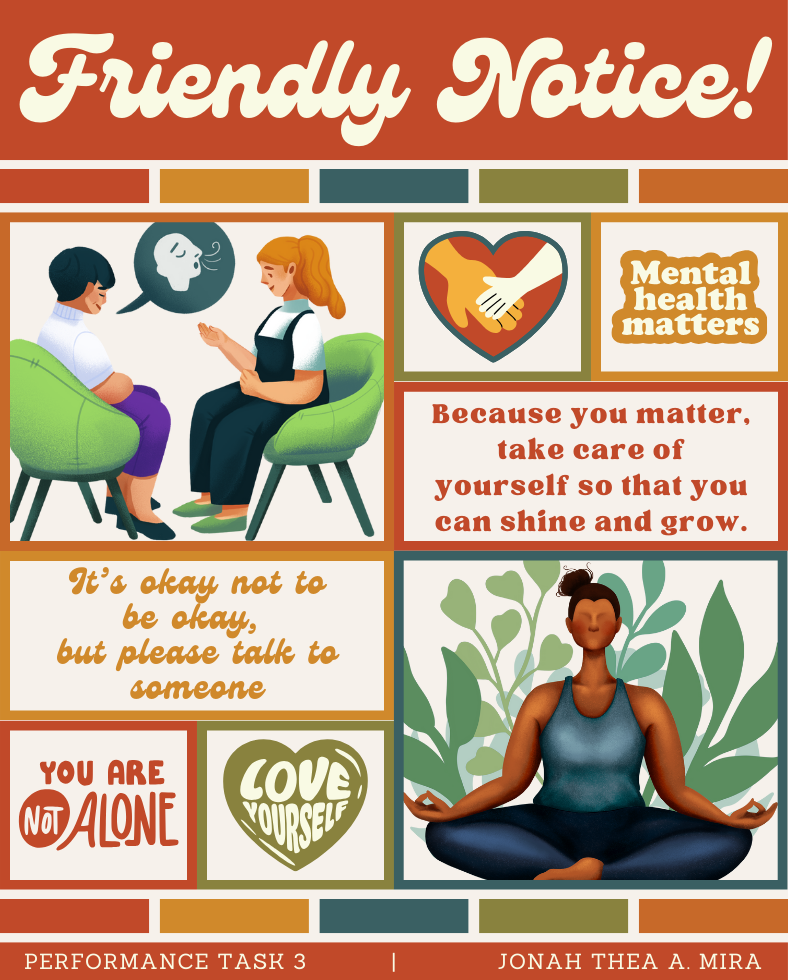 Friendly Notice!
Mental
health
matters
Because you matter,
take care of
yourself so that you
can shine and grow.
It's okay not to
be okay,
but please talk to
someone
YOU ARE
NOT ALONE
LOVE
YOURSELF
PERFORMANCE TASK 3 | JONAH THEA A. MIRA